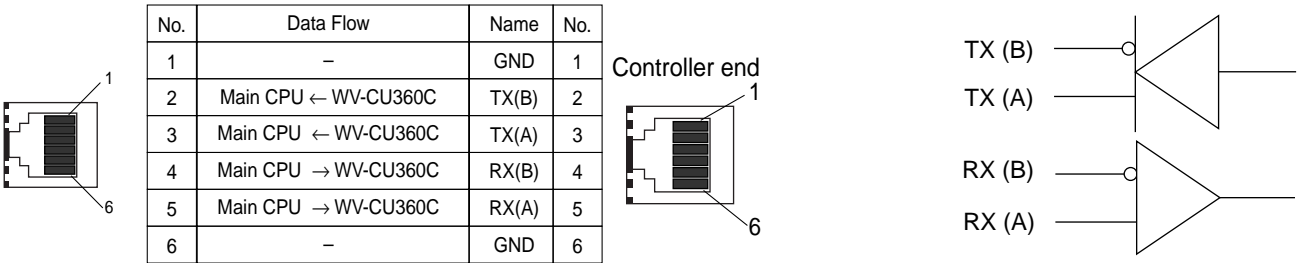 No. Data Flow Name No.
1 – GND 1
2 Main CPU ← WV-CU360C TX(B) 2
3 Main CPU ← WV-CU360C TX(A) 3
4 Main CPU → WV-CU360C RX(B) 4
5 Main CPU → WV-CU360C RX(A) 5
6 – GND 6
1
6
Controller end
1
6
TX (B)
TX (A)
RX (B)
RX (A)